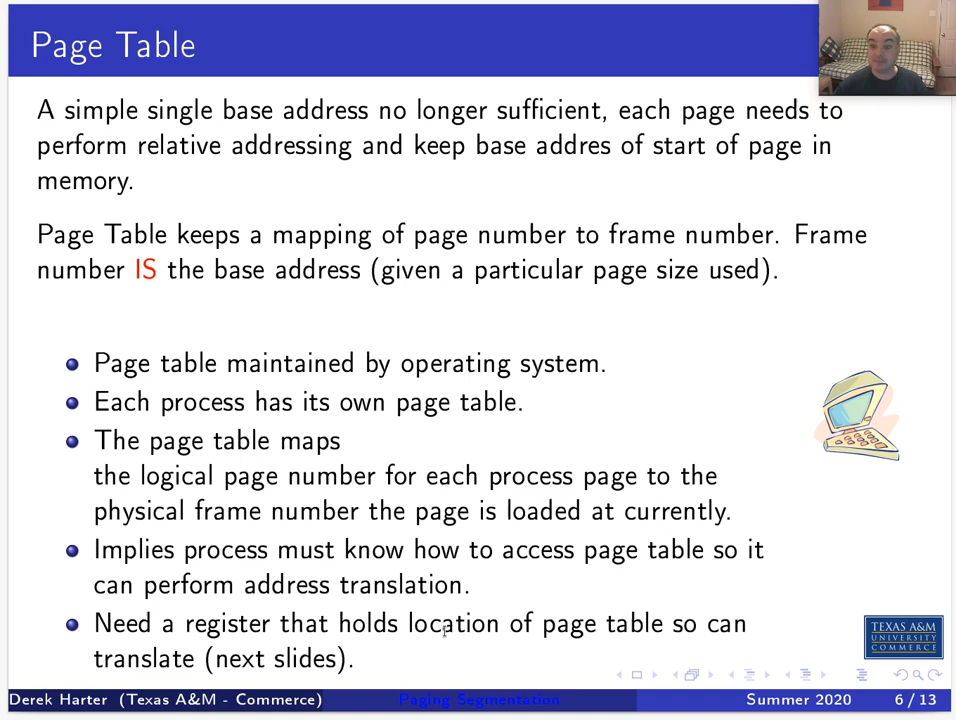 Page Table
A simple single base address no longer sufficient, each page needs to
perform relative addressing and keep base addres of start of page in
memory.
Page Table keeps a mapping of page number to frame number. Frame
number IS the base address (given a particular page size used).
Page table maintained by operating system.
Each process has its own page table.
The page table maps
the logical page number for each process page to the
physical frame number the page is loaded at currently.
Implies process must know how to access page table so it
can perform address translation.
Need a register that holds location of page table so can
translate (next slides).
TEXAS A&M
UNIVERSITY
COMMERCE
Derek Harter (Texas A&M - Commerce) Paging Segmentation Summer 2020 6 / 13